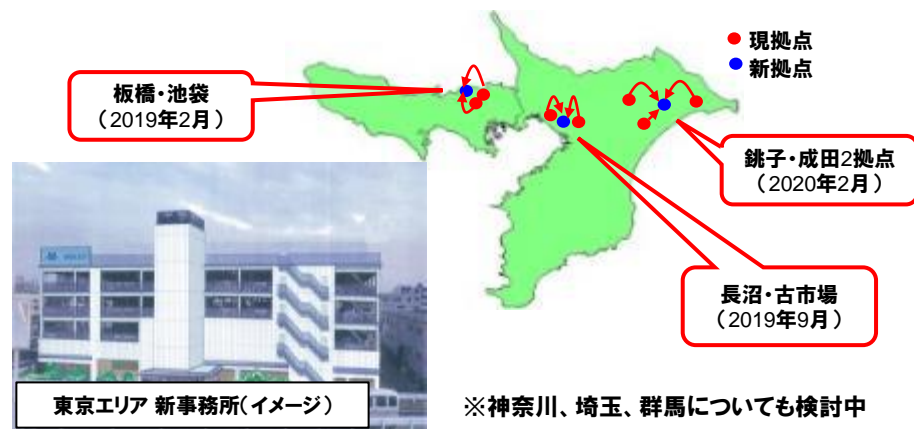 現拠点
新拠点
板橋・池袋
（2019年2月）
銚子・成田2拠点
（2020年2月）
長沼・古市場
（2019年9月）
東京エリア 新事務所（イメージ）
※神奈川、埼玉、群馬についても検討中